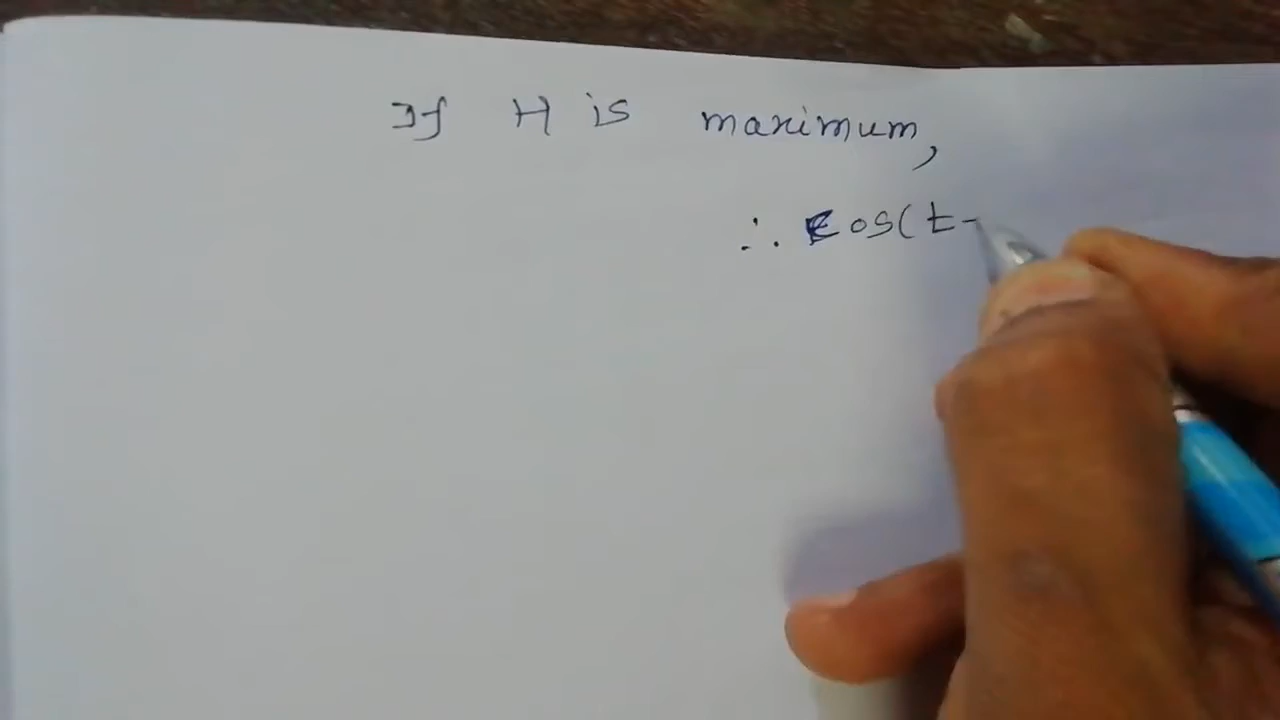 If H is maximum,
∴ cos(t-